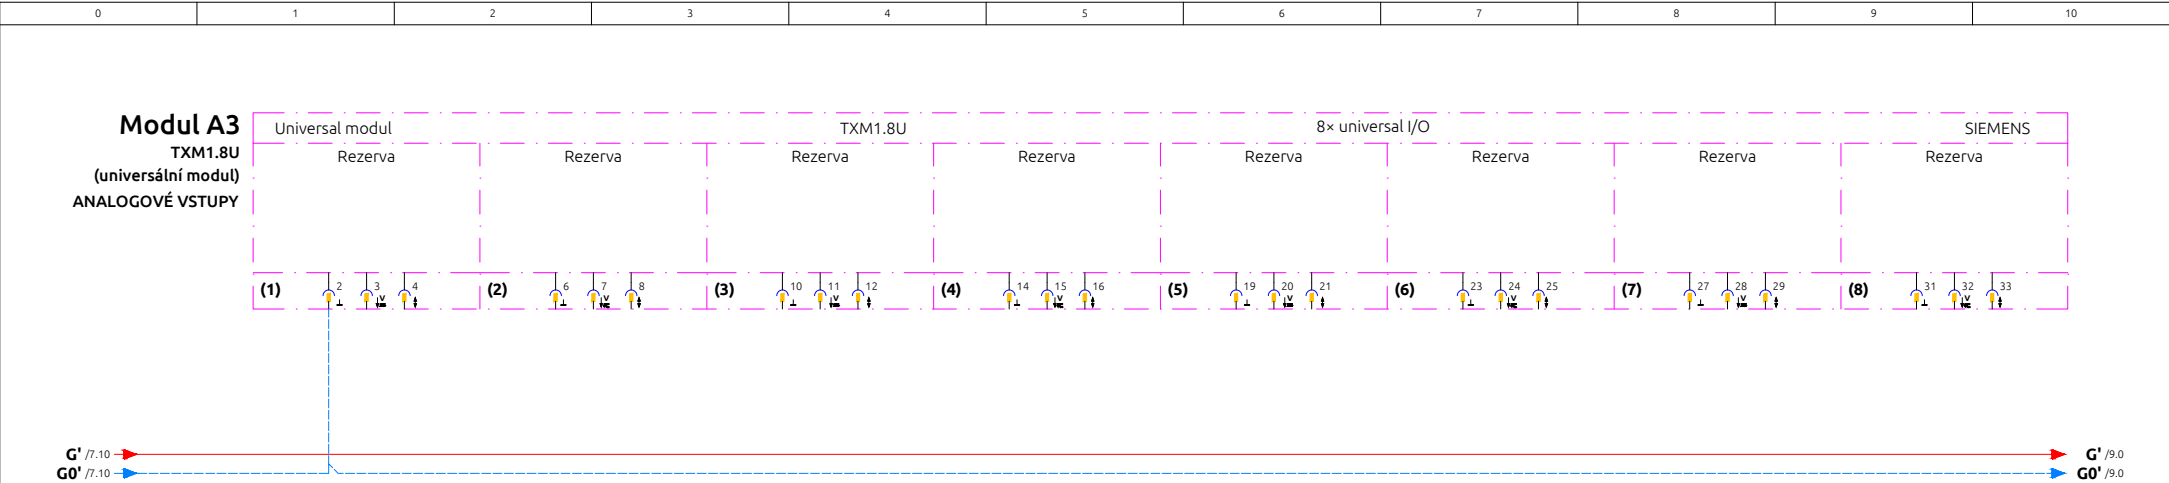 0 1 2 3 4 5 6 7 8 9 10
Modul A3
TXM1.8U
(universální modul)
ANALOGOVÉ VSTUPY
Universal modul TXM1.8U 8× universal I/O SIEMENS
Rezerva Rezerva Rezerva Rezerva Rezerva Rezerva Rezerva Rezerva
(1) 2 3 4 (2) 6 7 8 (3) 10 11 12 (4) 14 15 16 (5) 19 20 21 (6) 23 24 25 (7) 27 28 29 (8) 31 32 33
G' /7.10 G' /9.0
G0' /7.10 G0' /9.0